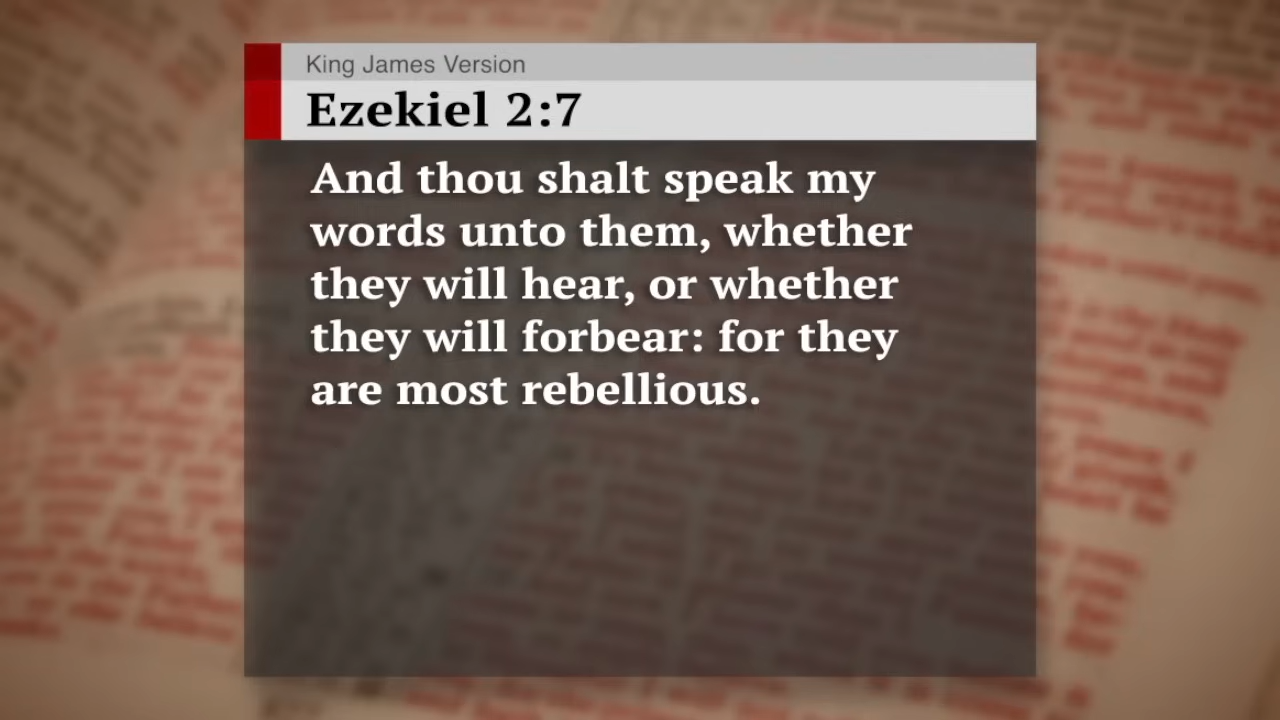 King James Version
Ezekiel 2:7
And thou shalt speak my
words unto them, whether
they will hear, or whether
they will forbear: for they
are most rebellious.